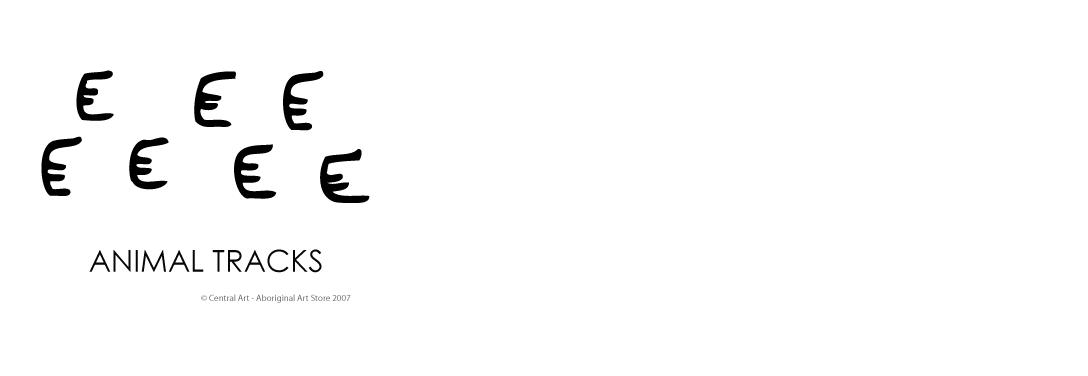 ANIMAL TRACKS
© Central Art - Aboriginal Art Store 2007